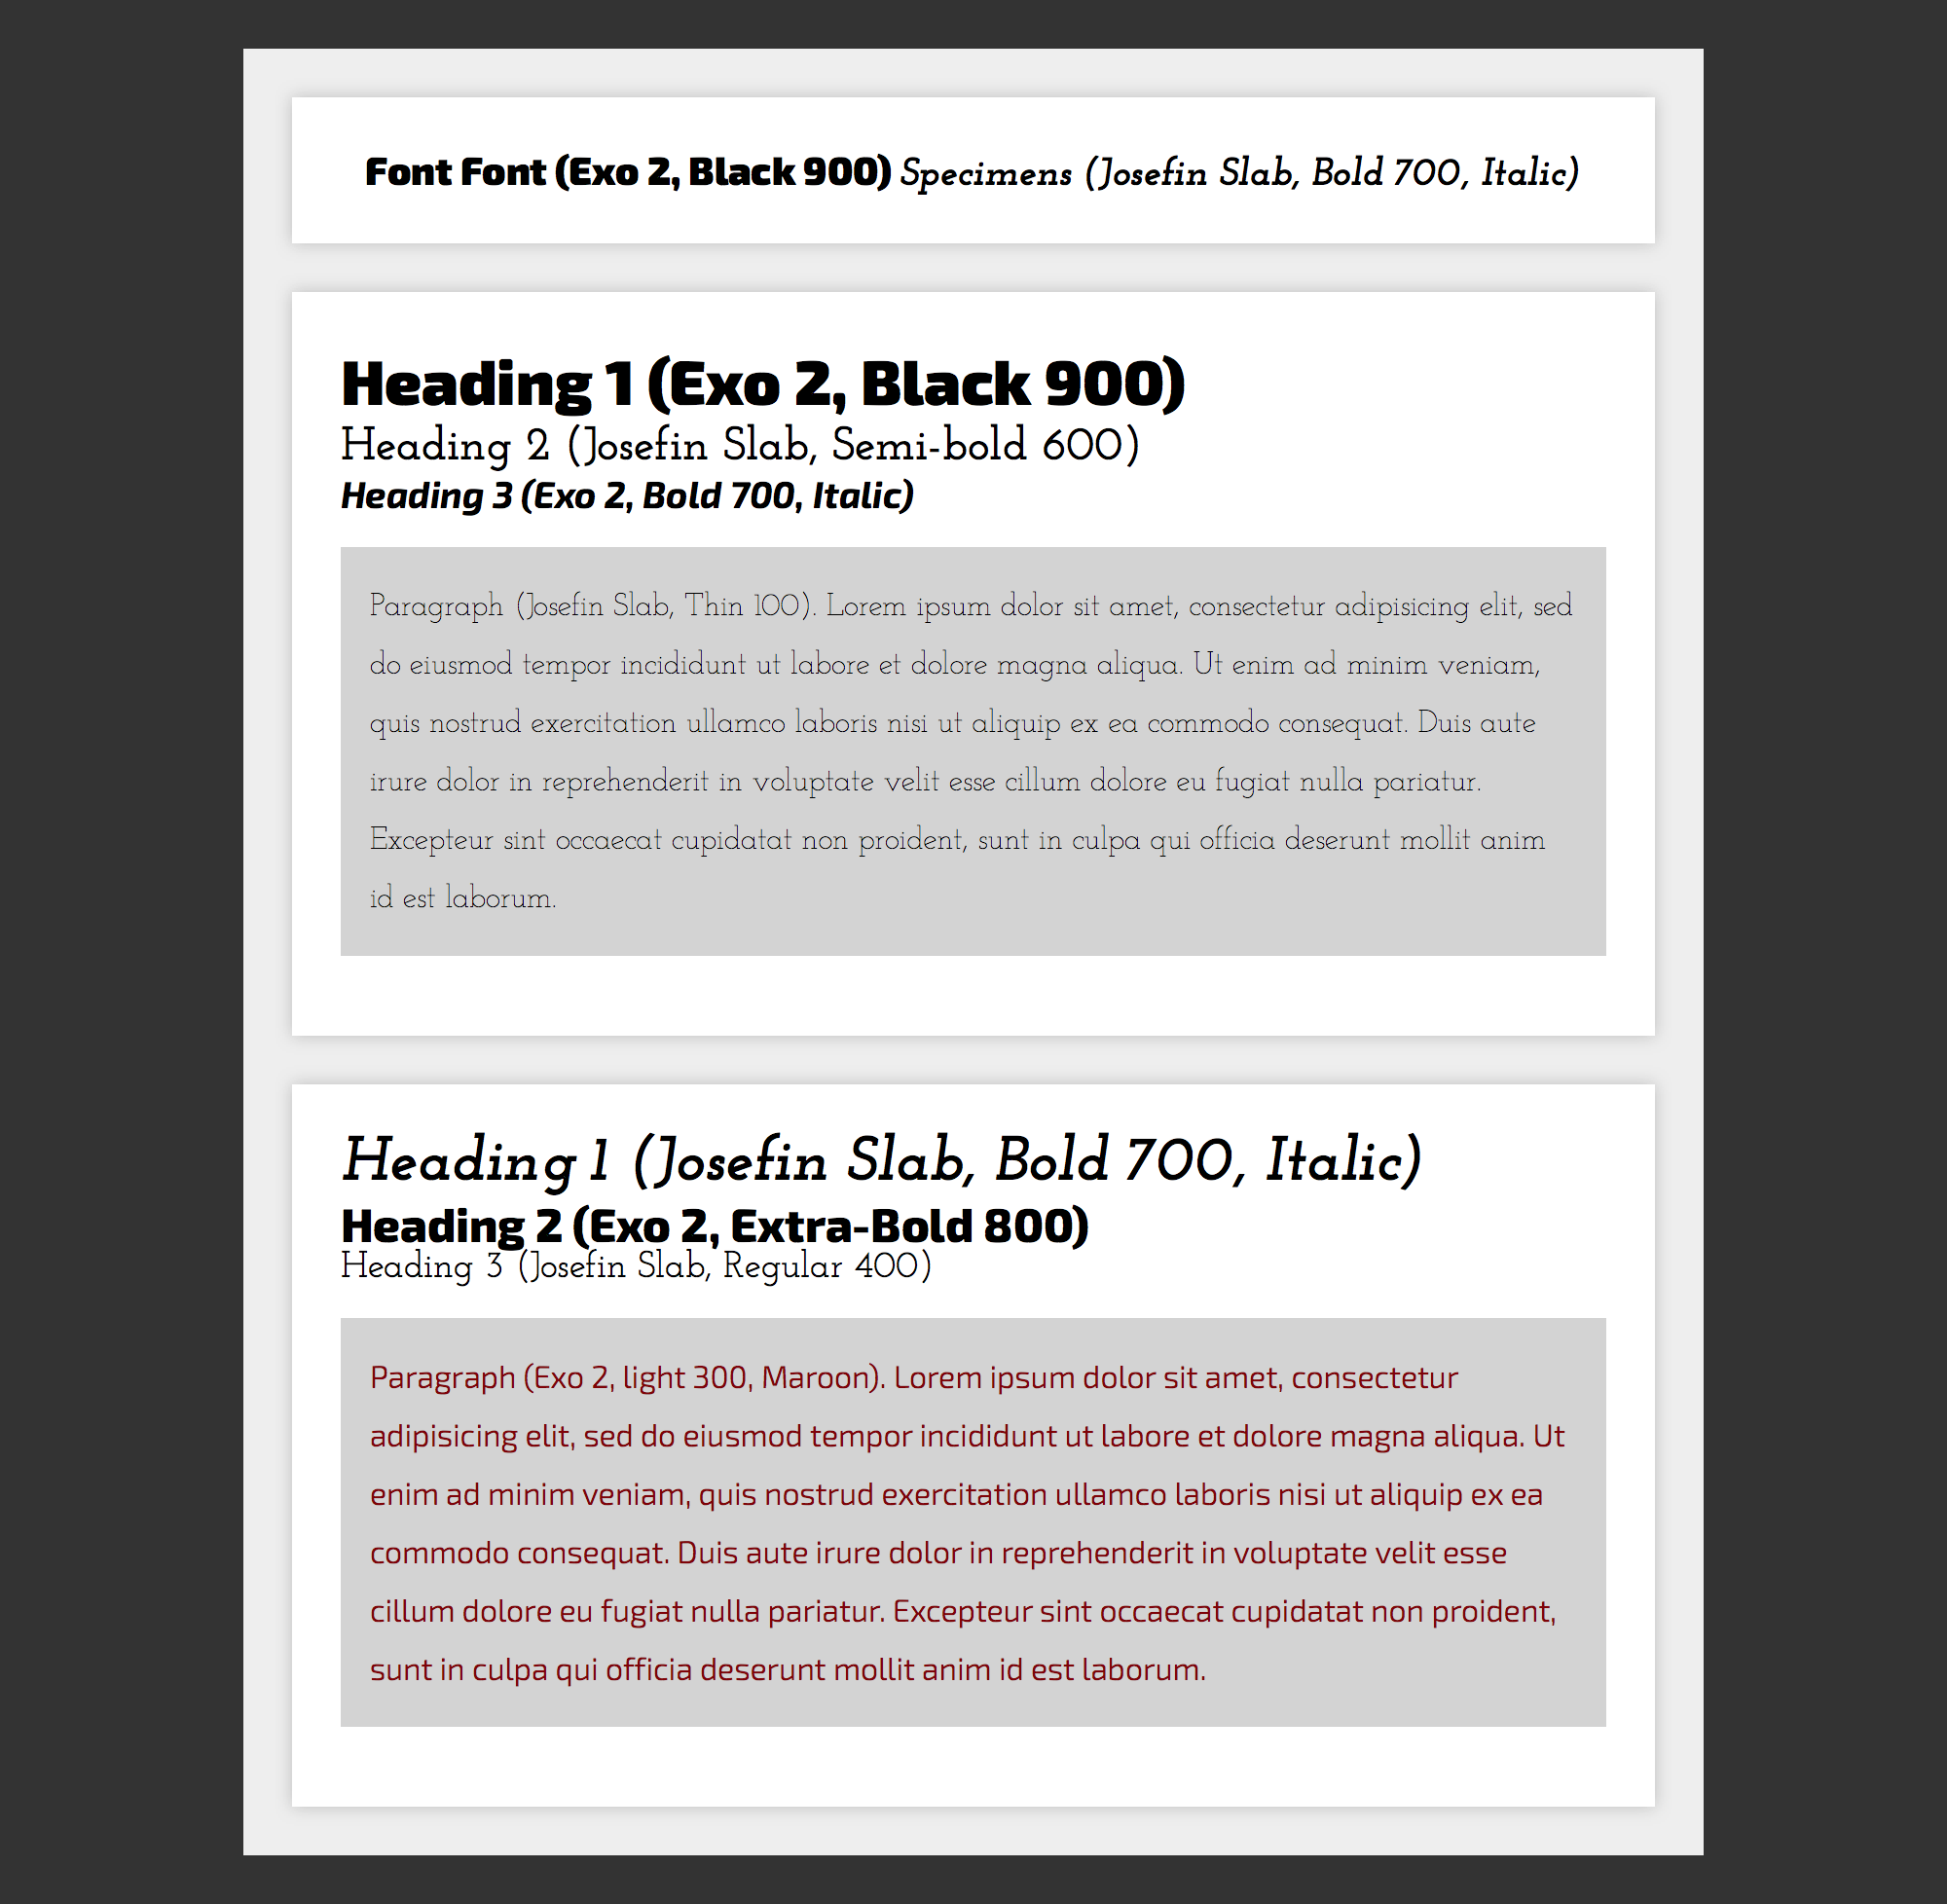 Font Font (Exo 2, Black 900) Specimens (Josefin Slab, Bold 700, Italic)
Heading 1 (Exo 2, Black 900)
Heading 2 (Josefin Slab, Semi-bold 600)
Heading 3 (Exo 2, Bold 700, Italic)
Paragraph (Josefin Slab, Thin 100). Lorem ipsum dolor sit amet, consectetur adipisicing elit, sed
do eiusmod tempor incididunt ut labore et dolore magna aliqua. Ut enim ad minim veniam,
quis nostrud exercitation ullamco laboris nisi ut aliquip ex ea commodo consequat. Duis aute
irure dolor in reprehenderit in voluptate velit esse cillum dolore eu fugiat nulla pariatur.
Excepteur sint occaecat cupidatat non proident, sunt in culpa qui officia deserunt mollit anim
id est laborum.
Heading 1 (Josefin Slab, Bold 700, Italic)
Heading 2 (Exo 2, Extra-Bold 800)
Heading 3 (Josefin Slab, Regular 400)
Paragraph (Exo 2, light 300, Maroon). Lorem ipsum dolor sit amet, consectetur
adipisicing elit, sed do eiusmod tempor incididunt ut labore et dolore magna aliqua. Ut
enim ad minim veniam, quis nostrud exercitation ullamco laboris nisi ut aliquip ex ea
commodo consequat. Duis aute irure dolor in reprehenderit in voluptate velit esse
cillum dolore eu fugiat nulla pariatur. Excepteur sint occaecat cupidatat non proident,
sunt in culpa qui officia deserunt mollit anim id est laborum.